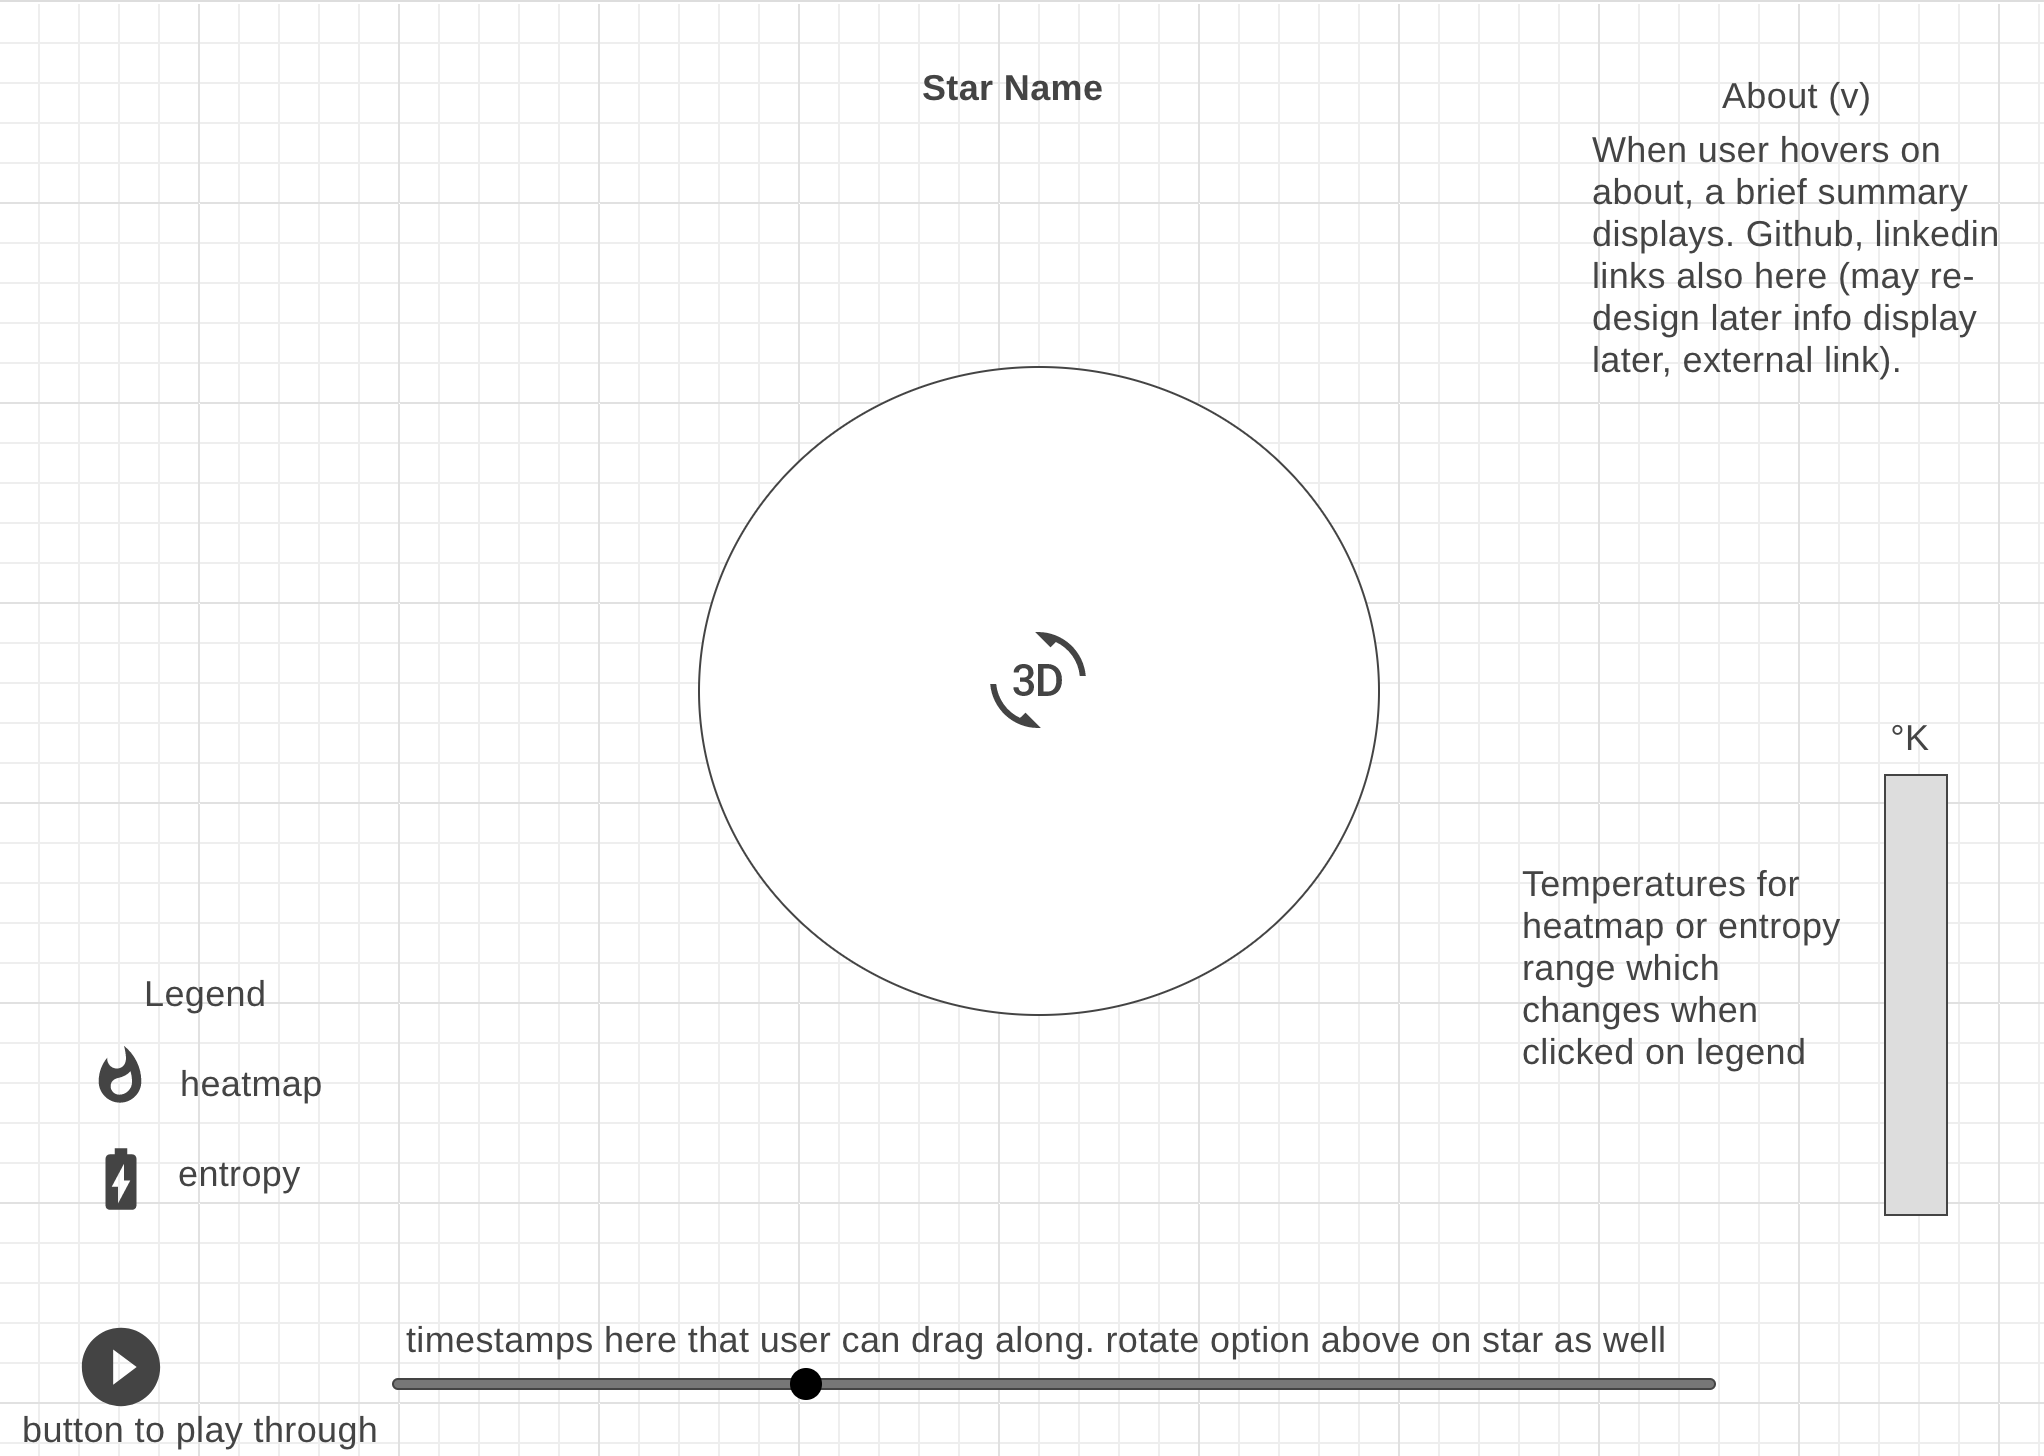 Star Name
About (v)
When user hovers on
about, a brief summary
displays. Github, linkedin
links also here (may re-
design later info display
later, external link).
3D
°K
Temperatures for
heatmap or entropy
range which
changes when
clicked on legend
Legend
heatmap
entropy
timestamps here that user can drag along. rotate option above on star as well
button to play through